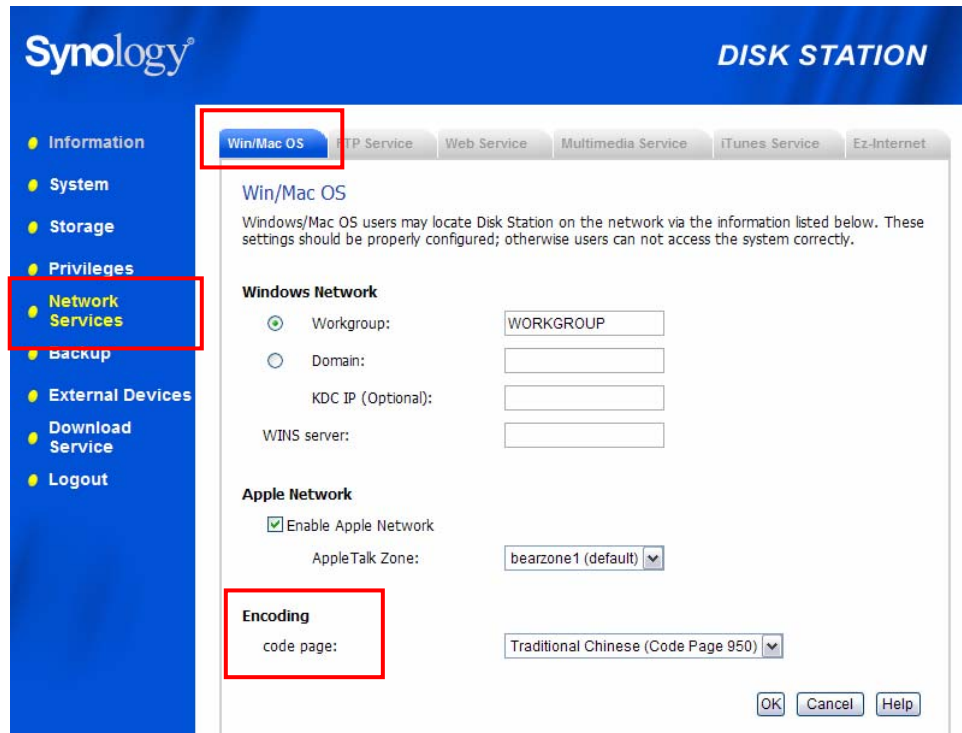 Synology®
DISK STATION
Information
System
Storage
Privileges
Network
Services
Backup
External Devices
Download
Service
Logout
Win/Mac OS
FTP Service
Web Service
Multimedia Service
iTunes Service
Ez-Internet
Win/Mac OS
Windows/Mac OS users may locate Disk Station on the network via the information listed below. These
settings should be properly configured; otherwise users can not access the system correctly.
Windows Network
Workgroup: WORKGROUP
Domain:
KDC IP (Optional):
WINS server:
Apple Network
Enable Apple Network
AppleTalk Zone: bearzone1 (default)
Encoding
code page: Traditional Chinese (Code Page 950)
OK Cancel Help